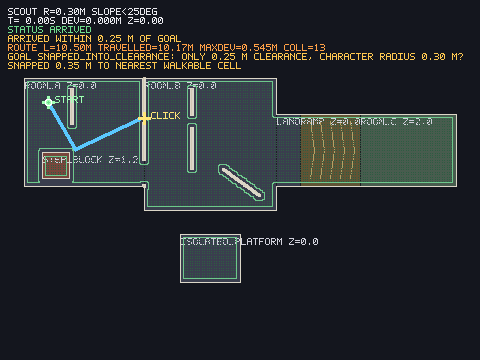 SCOUT R=0.30M SLOPE<25DEG
T= 0.00S DEV=0.000M Z=0.00
STATUS ARRIVED
ARRIVED WITHIN 0.25 M OF GOAL
ROUTE L=10.50M TRAVELLED=10.17M MAXDEV=0.545M COLL=13
GOAL SNAPPED INTO CLEARANCE: ONLY 0.25 M CLEARANCE, CHARACTER RADIUS 0.30 M?
SNAPPED 0.35 M TO NEAREST WALKABLE CELL
ROOM_A Z=0.0
ROOM_B Z=0.0
START
CLICK
Z=0.0
ROOM_C Z=2.0
Z=1.2
ISOLATED_PLATFORM Z=0.0